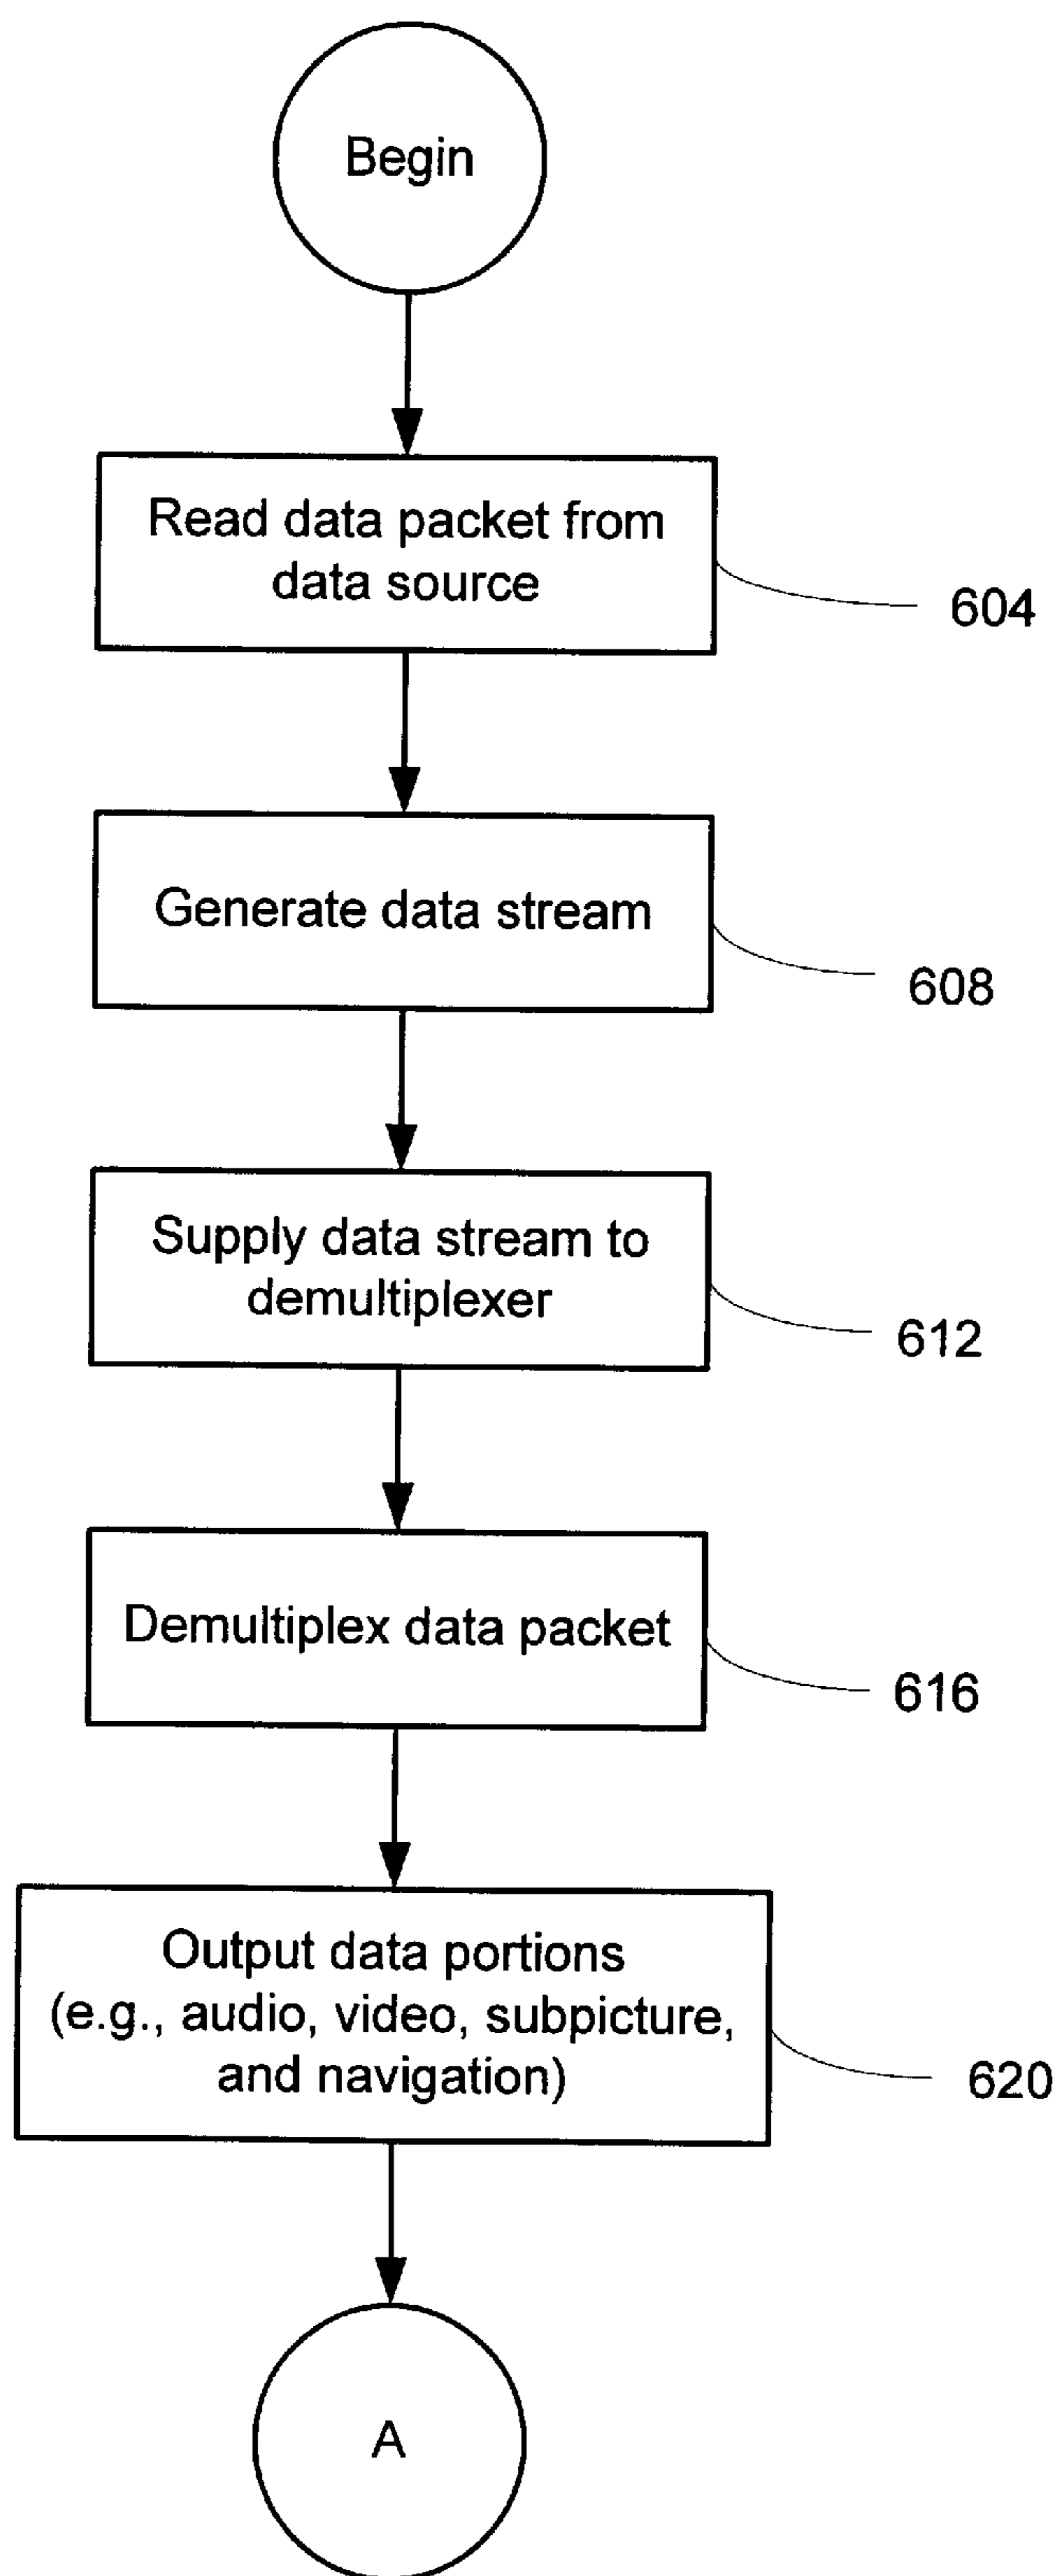 Begin
Read data packet from
data source
604
Generate data stream
608
Supply data stream to
demultiplexer
612
Demultiplex data packet
616
Output data portions
(e.g., audio, video, subpicture,
and navigation)
620
A